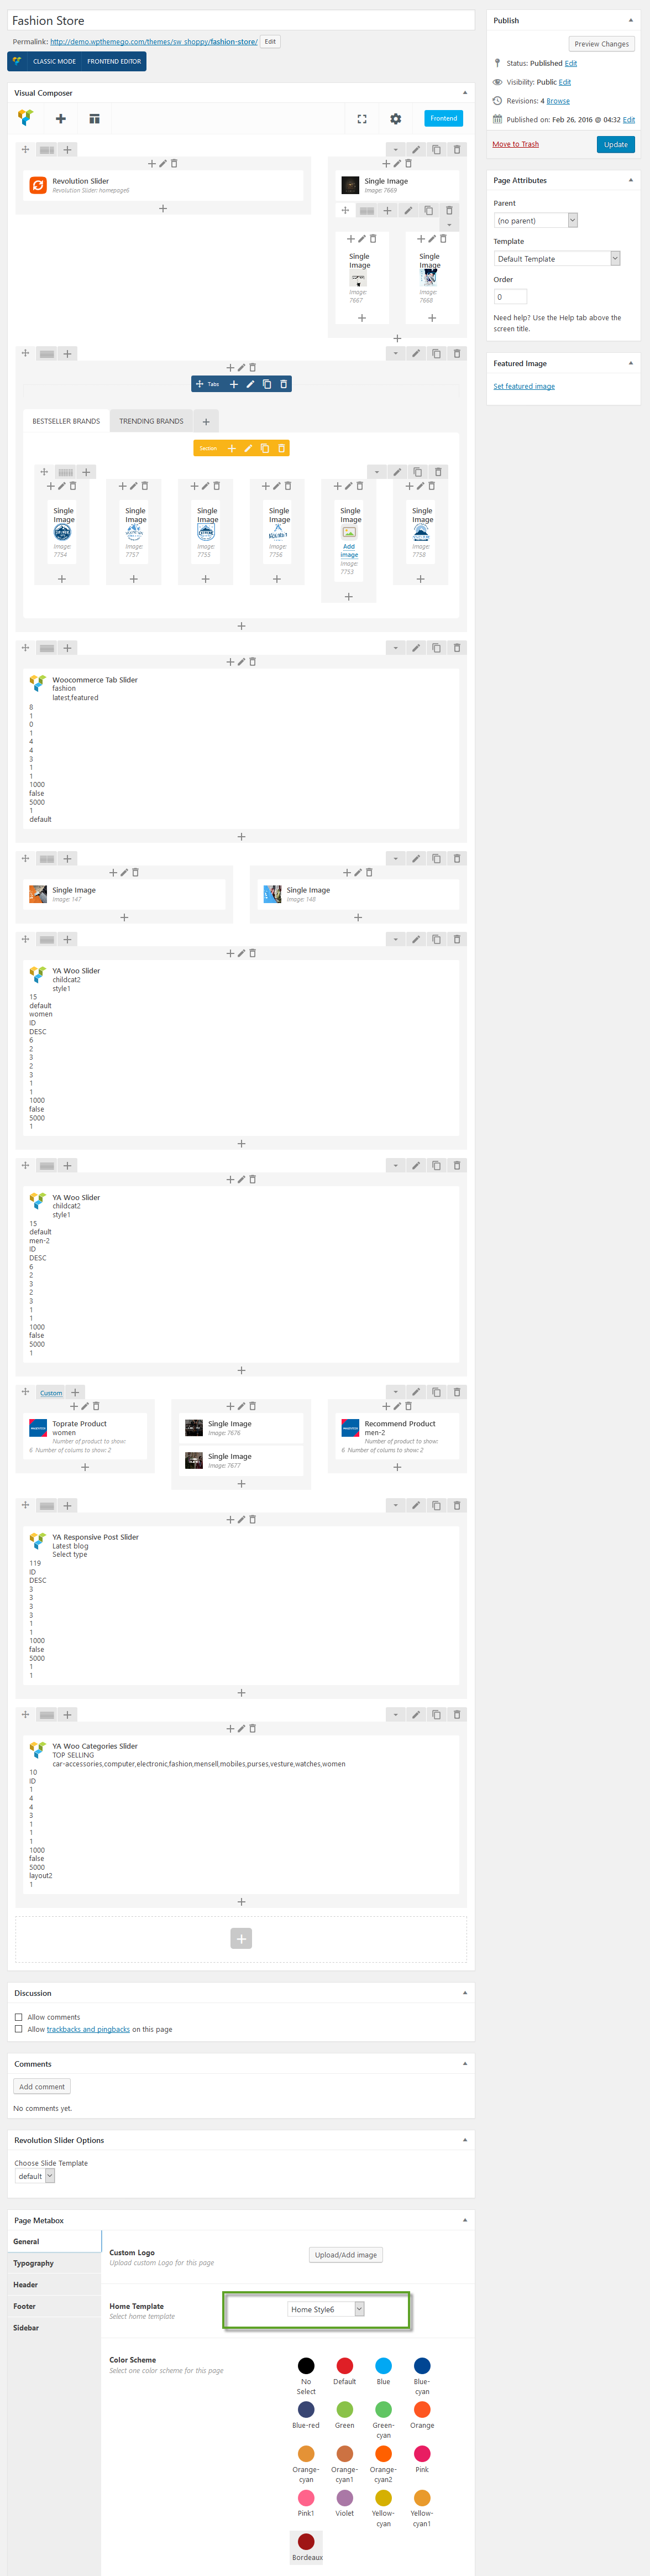 Fashion Store
Permalink: http://demo.wpthemego.com/themes/sw_shoppy/fashion-store/ Edit
CLASSIC MODE FRONTEND EDITOR
Visual Composer
Frontend
Revolution Slider
Revolution Slider: homepage6
Single Image
Image: 7669
Single Image
Image: 7667
Single Image
Image: 7668
Tabs
BESTSELLER BRANDS TRENDING BRANDS
Section
Single Image
Image: 7754
Single Image
Image: 7757
Single Image
Image: 7755
Single Image
Image: 7756
Single Image
Add image
Image: 7753
Single Image
Image: 7758
Woocommerce Tab Slider
fashion
latest,featured
8
1
0
1
4
4
3
1
1
1000
false
5000
1
default
Single Image
Image: 147
Single Image
Image: 148
YA Woo Slider
childcat2
style1
15
default
women
ID
DESC
6
2
3
2
3
1
1
1000
false
5000
1
YA Woo Slider
childcat2
style1
15
default
men-2
ID
DESC
6
2
3
2
3
1
1
1000
false
5000
1
Custom
Toprate Product
women
Number of product to show:
6 Number of colums to show: 2
Single Image
Image: 7676
Single Image
Image: 7677
Recommend Product
men-2
Number of product to show:
6 Number of colums to show: 2
YA Responsive Post Slider
Latest blog
Select type
119
ID
DESC
3
3
3
3
1
1
1000
false
5000
1
1
YA Woo Categories Slider
TOP SELLING
car-accessories,computer,electronic,fashion,mensell,mobiles,purses,vesture,watches,women
10
ID
1
4
4
3
1
1
1
1000
false
5000
layout2
1
Discussion
Allow comments
Allow trackbacks and pingbacks on this page
Comments
Add comment
No comments yet.
Revolution Slider Options
Choose Slide Template
default
Page Metabox
General
Typography
Header
Footer
Sidebar
Custom Logo
Upload custom Logo for this page
Upload/Add image
Home Template
Select home template
Home Style6
Color Scheme
Select one color scheme for this page
No Select
Default
Blue
Blue-cyan
Blue-red
Green
Green-cyan
Orange
Orange-cyan
Orange-cyan1
Orange-cyan2
Pink
Pink1
Violet
Yellow-cyan
Yellow-cyan1
Bordeaux
Publish
Preview Changes
Status: Published Edit
Visibility: Public Edit
Revisions: 4 Browse
Published on: Feb 26, 2016 @ 04:32 Edit
Move to Trash
Update
Page Attributes
Parent
(no parent)
Template
Default Template
Order
0
Need help? Use the Help tab above the
screen title.
Featured Image
Set featured image